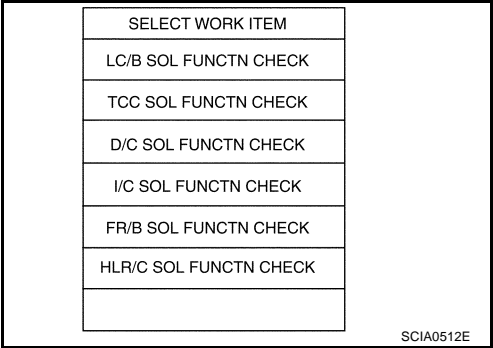 SELECT WORK ITEM
LC/B SOL FUNCTN CHECK
TCC SOL FUNCTN CHECK
D/C SOL FUNCTN CHECK
I/C SOL FUNCTN CHECK
FR/B SOL FUNCTN CHECK
HLR/C SOL FUNCTN CHECK
SCIA0512E